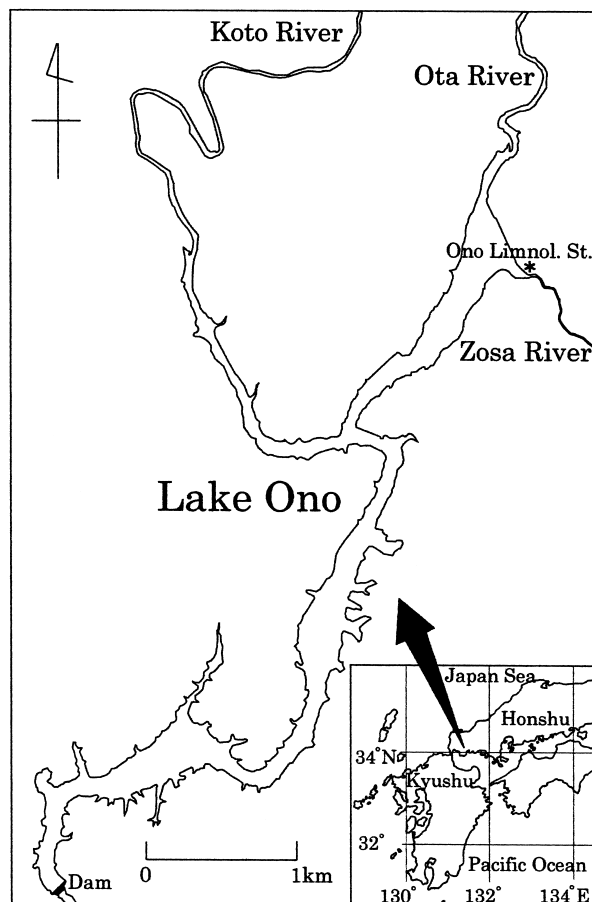 Koto River
Ota River
Ono Limnol. St.
*
Zosa River
Lake Ono
Japan Sea
Honshu
34°N
Kyushu
32°
Pacific Ocean
130° 132° 134°E
Dam
0 1km